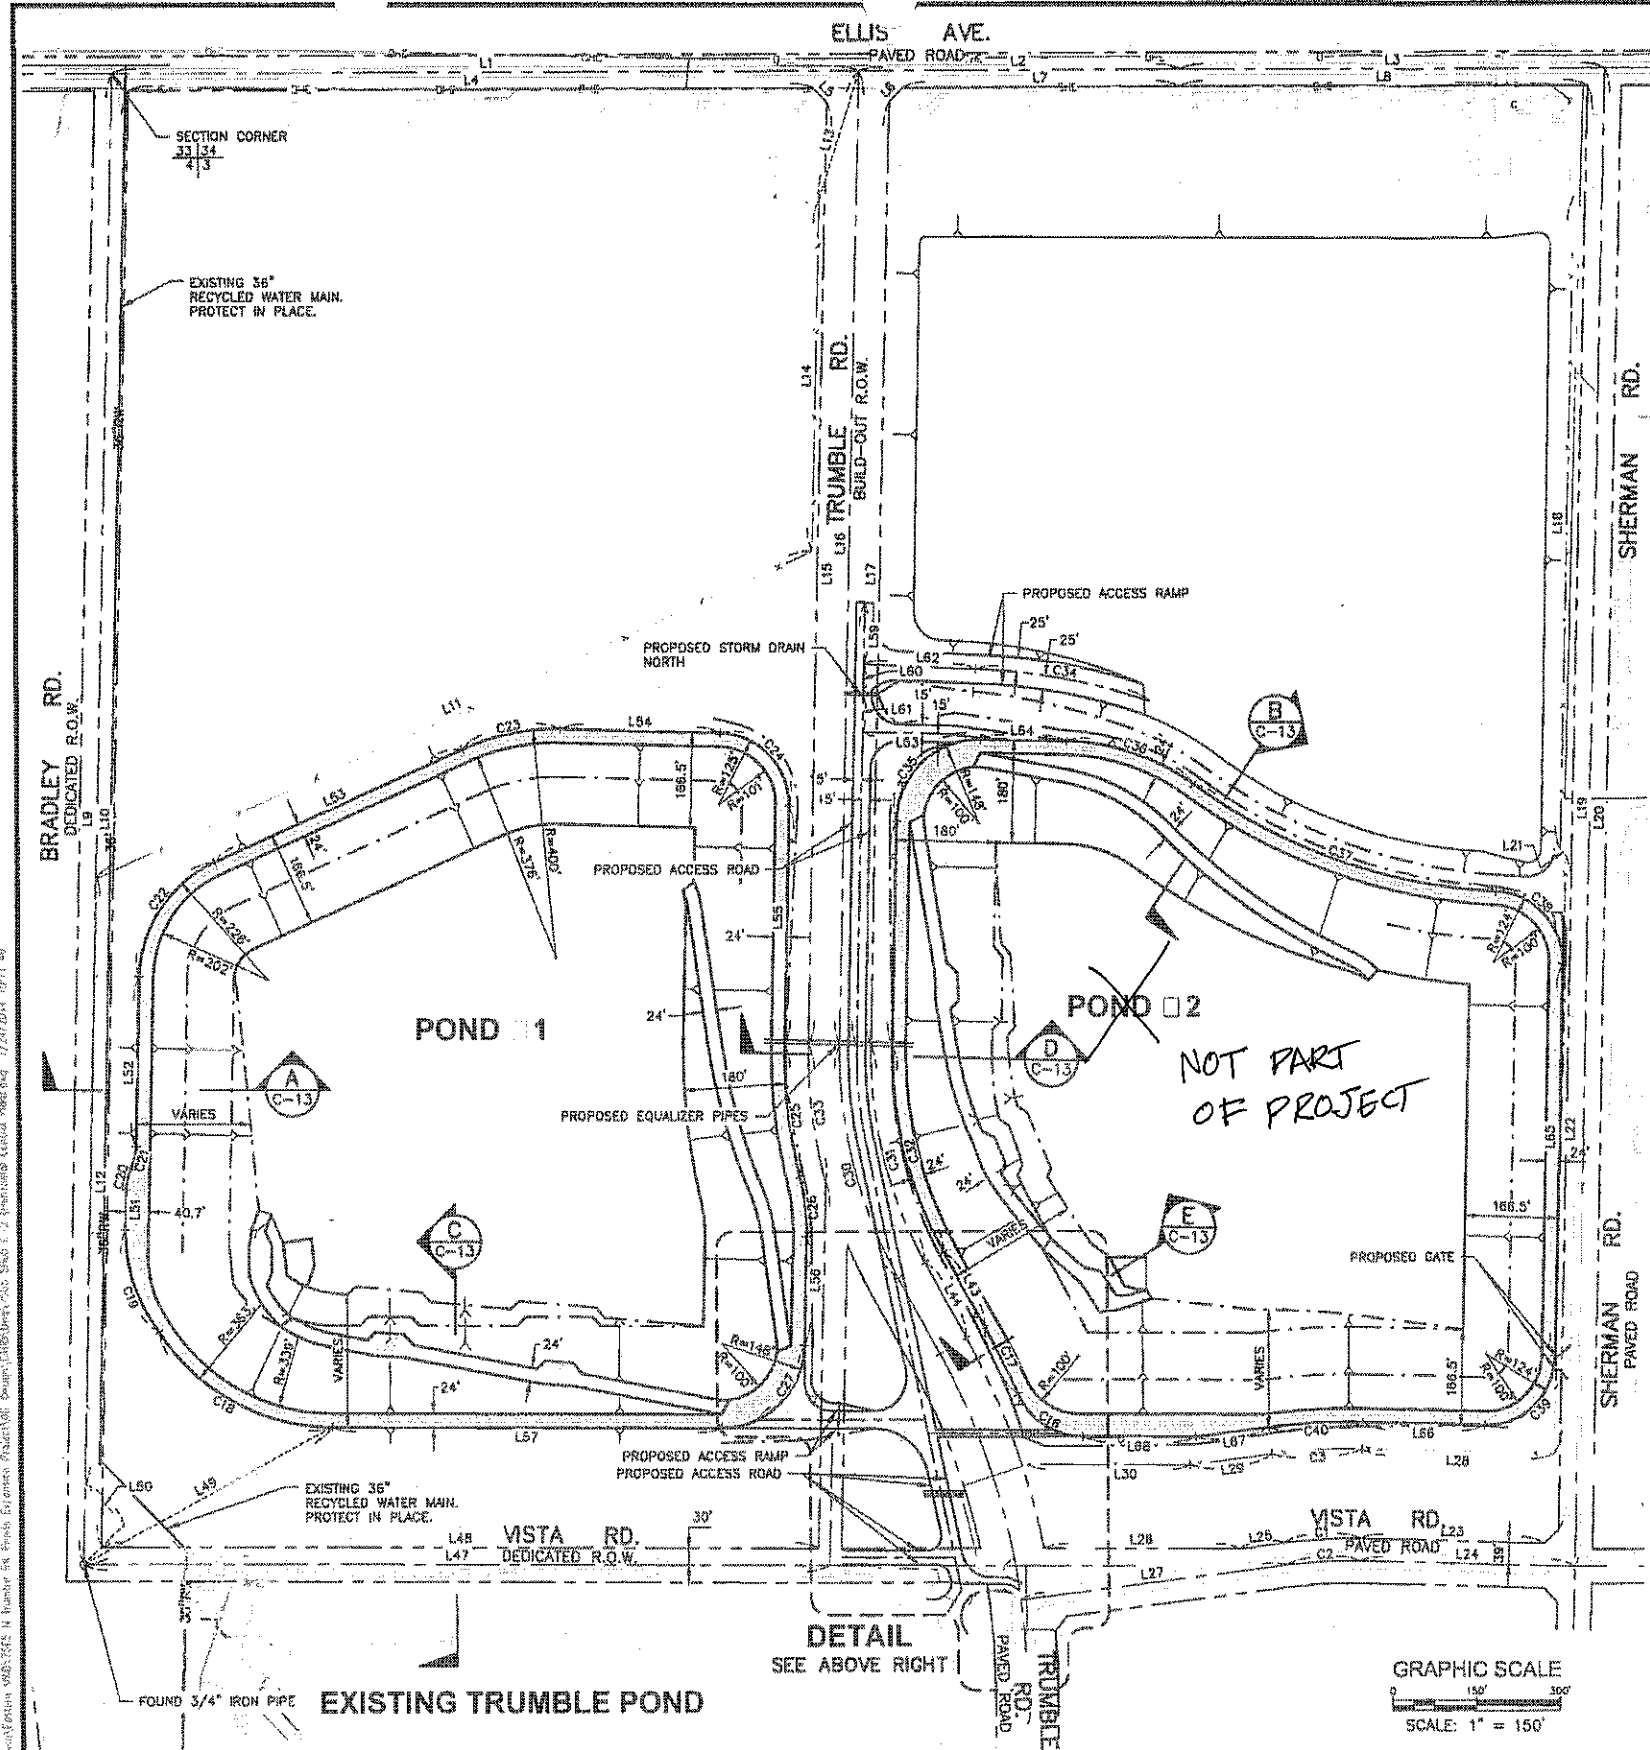 ELLIS AVE.
PAVED ROAD
L1
L2
L3
L4
L7
L8
SECTION CORNER
33 34
4 3
L13
EXISTING 36"
RECYCLED WATER MAIN.
PROTECT IN PLACE.
L14
TRUMBLE RD.
BUILD-OUT R.O.W.
SHERMAN RD.
L18
L15
L16
L17
PROPOSED ACCESS RAMP
L59
25'
25'
PROPOSED STORM DRAIN
NORTH
L62
L60
C34
BRADLEY RD.
DEDICATED R.O.W.
L9
L10
L11
C23
L54
C24
L61
15'
15'
L63
L64
C36
B
C-13
L53
24'
166.5'
166.5'
R=125'
R=101'
C35
R=148'
R=100'
180'
180'
24'
L19
L20
L21
15'
R=400'
R=376'
PROPOSED ACCESS ROAD
C37
C22
R=226'
R=202'
L55
24'
C38
R=124'
R=100'
POND 1
24'
POND 2
NOT PART
OF PROJECT
D
C-13
L52
A
C-13
VARIES
180'
PROPOSED EQUALIZER PIPES
C25
C33
C30
C31
C32
24'
24'
L65
L22
24'
C20
C21
L12
L51
40.7'
C
C-13
C26
VARIES
E
C-13
166.5'
PROPOSED GATE
SHERMAN RD.
PAVED ROAD
C19
L56
L43
L44
R=363'
R=339'
VARIES
24'
R=148'
R=100'
C27
C17
R=100'
VARIES
166.5'
R=124'
R=100'
C39
C18
24'
L57
C16
L68
L67
C40
L66
PROPOSED ACCESS RAMP
PROPOSED ACCESS ROAD
L30
L29
C3
L28
L50
L49
EXISTING 36"
RECYCLED WATER MAIN.
PROTECT IN PLACE.
L48
VISTA RD.
L47
DEDICATED R.O.W.
30'
L26
L25
C1
VISTA RD.
L23
PAVED ROAD
C2
L24
L27
DETAIL
SEE ABOVE RIGHT
PAVED ROAD
TRUMBLE RD.
FOUND 3/4" IRON PIPE
EXISTING TRUMBLE POND
GRAPHIC SCALE
0 150' 300'
SCALE: 1" = 150'